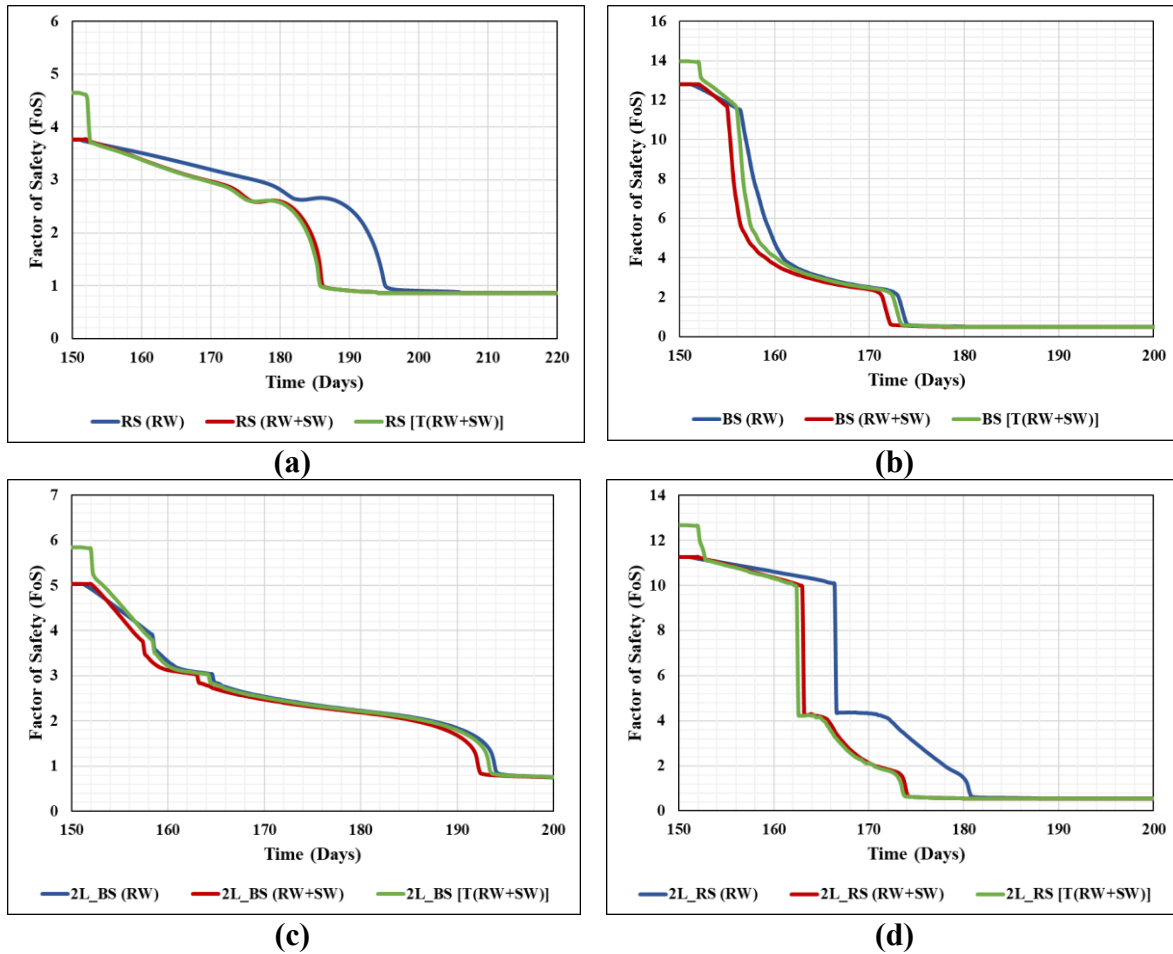 6
5
4
3
2
1
0
Factor of Safety (FoS)
150 160 170 180 190 200 210 220
Time (Days)
RS (RW) RS (RW+SW) RS [T(RW+SW)]
(a)
16
14
12
10
8
6
4
2
0
Factor of Safety (FoS)
150 160 170 180 190 200
Time (Days)
BS (RW) BS (RW+SW) BS [T(RW+SW)]
(b)
7
6
5
4
3
2
1
0
Factor of Safety (FoS)
150 160 170 180 190 200
Time (Days)
2L_BS (RW) 2L_BS (RW+SW) 2L_BS [T(RW+SW)]
(c)
14
12
10
8
6
4
2
0
Factor of Safety (FoS)
150 160 170 180 190 200
Time (Days)
2L_RS (RW) 2L_RS (RW+SW) 2L_RS [T(RW+SW)]
(d)